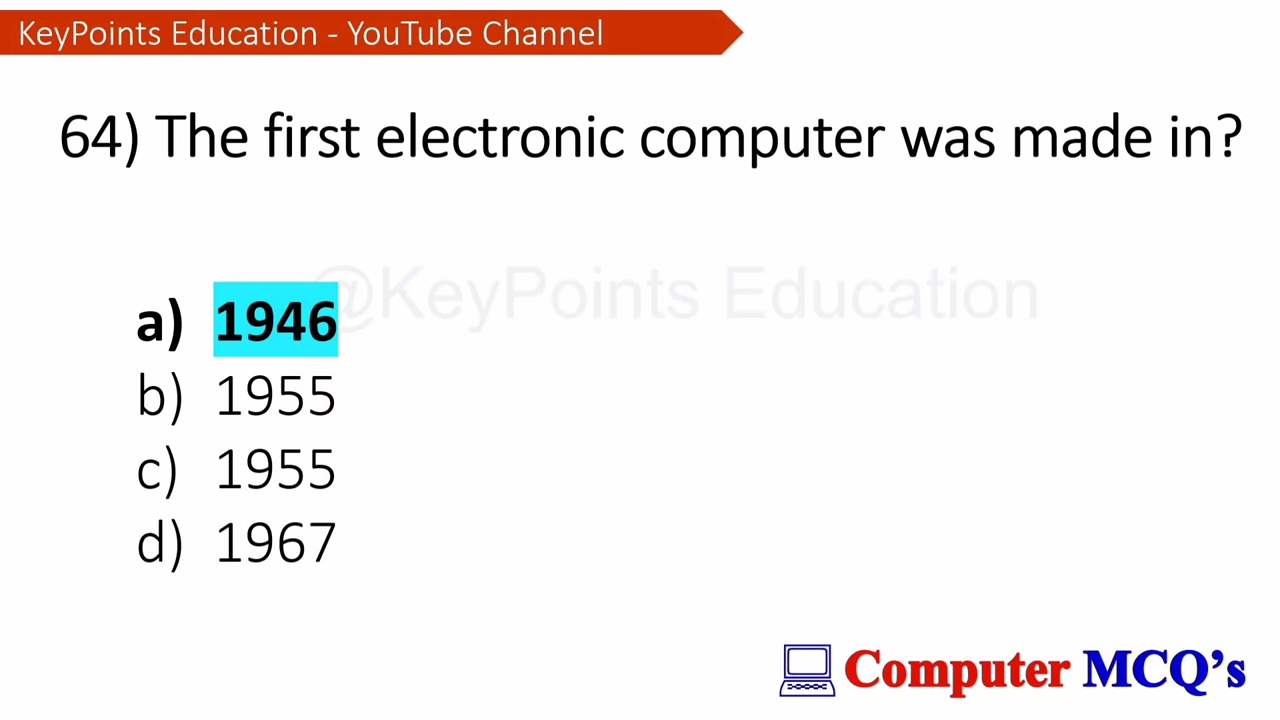 KeyPoints Education - YouTube Channel
64) The first electronic computer was made in?
@KeyPoints Education
a) 1946
b) 1955
c) 1955
d) 1967
Computer MCQ’s